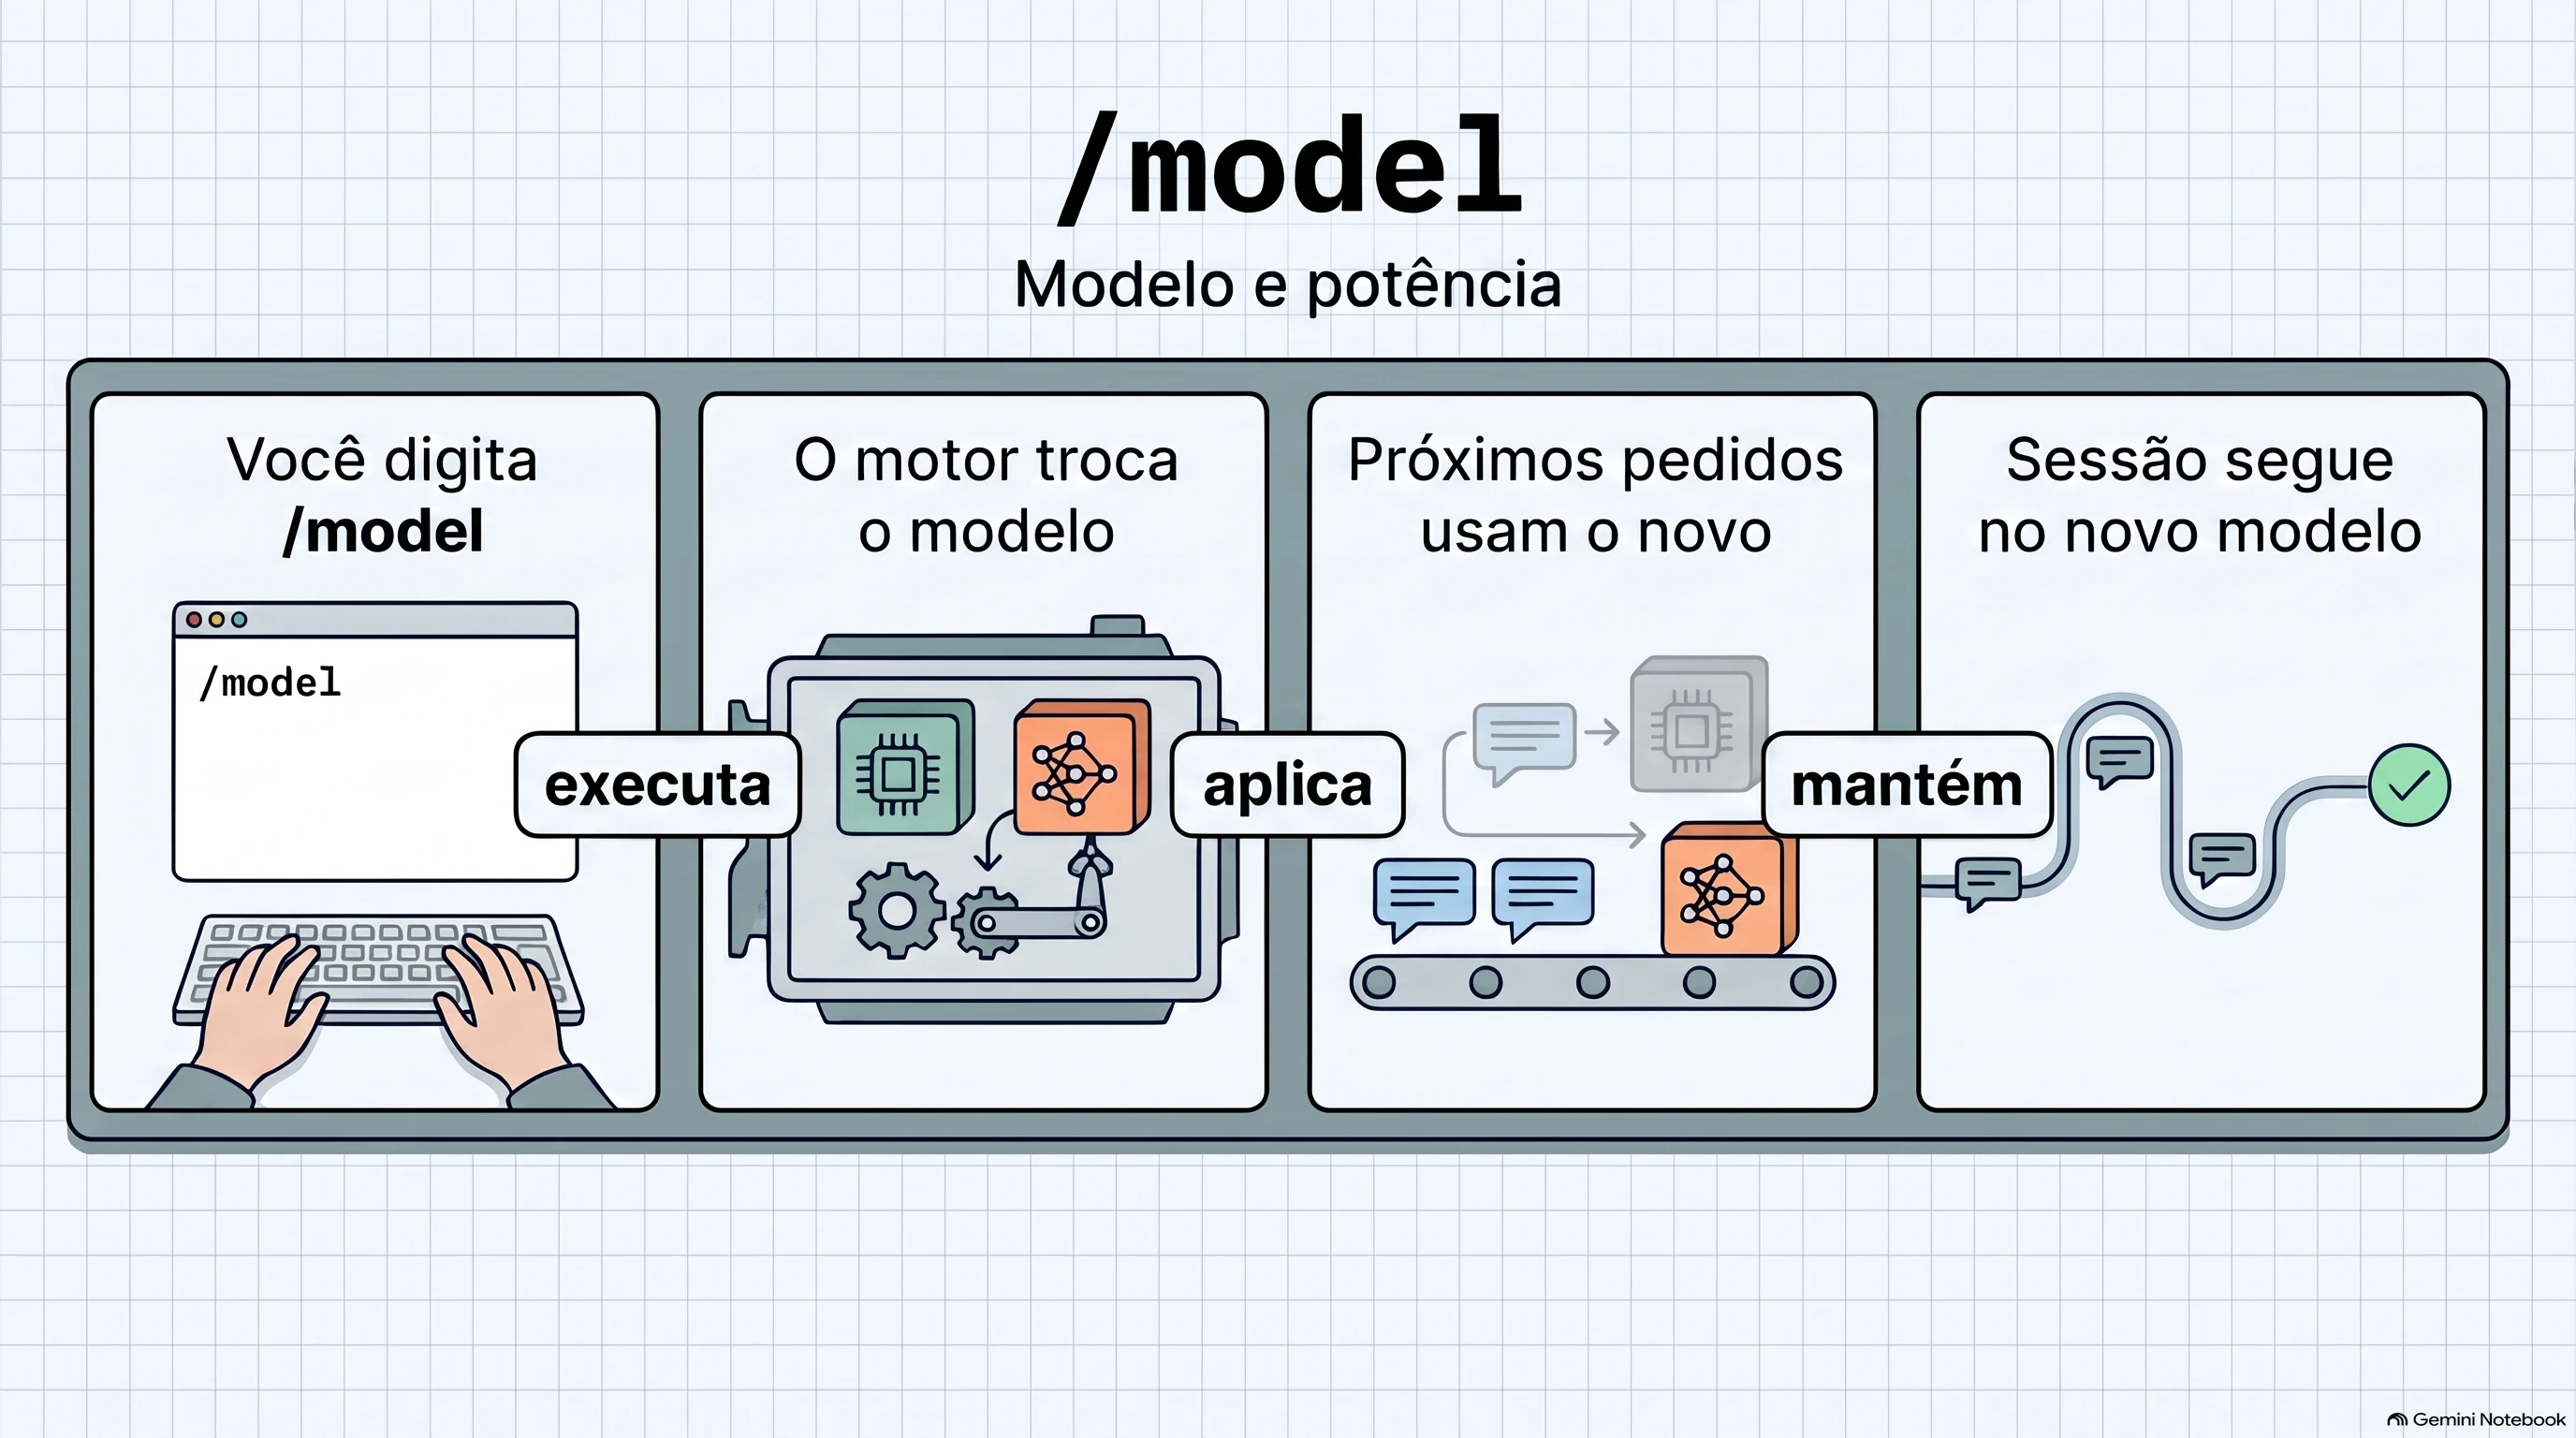 /model
Modelo e potência
Você digita
/model
O motor troca
o modelo
Próximos pedidos
usam o novo
Sessão segue
no novo modelo
/model
executa
aplica
mantém
Gemini Notebook